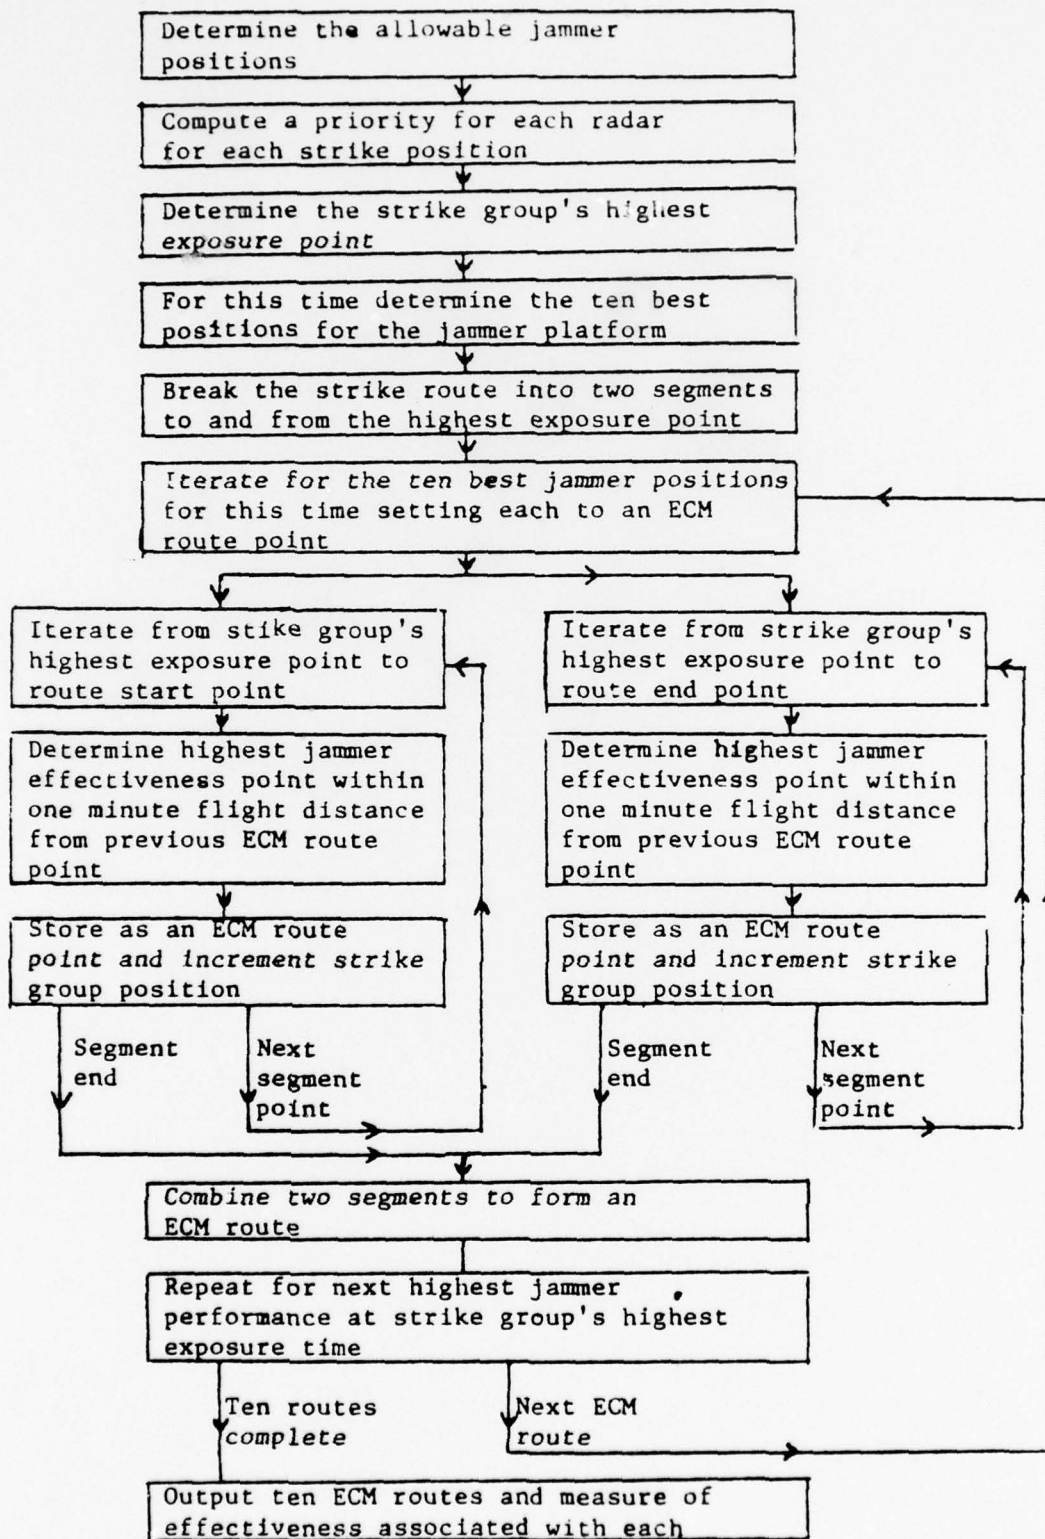 Determine the allowable jammer
positions
Compute a priority for each radar
for each strike position
Determine the strike group's highest
exposure point
For this time determine the ten best
positions for the jammer platform
Break the strike route into two segments
to and from the highest exposure point
Iterate for the ten best jammer positions
for this time setting each to an ECM
route point
Iterate from stike group's
highest exposure point to
route start point
Determine highest jammer
effectiveness point within
one minute flight distance
from previous ECM route
point
Store as an ECM route
point and increment strike
group position
Segment
end
Next
segment
point
Iterate from strike group's
highest exposure point to
route end point
Determine highest jammer
effectiveness point within
one minute flight distance
from previous ECM route
point
Store as an ECM route
point and increment strike
group position
Segment
end
Next
segment
point
Combine two segments to form an
ECM route
Repeat for next highest jammer
performance at strike group's highest
exposure time
Ten routes
complete
Next ECM
route
Output ten ECM routes and measure of
effectiveness associated with each